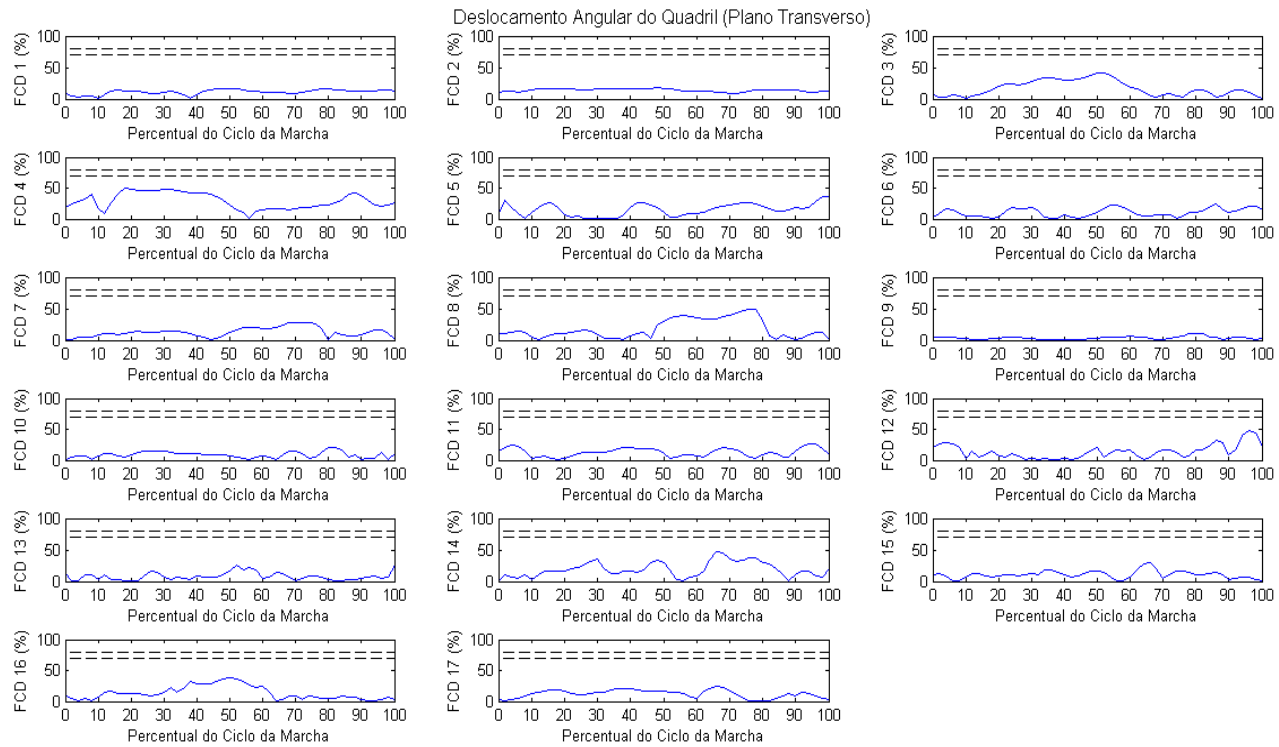 Deslocamento Angular do Quadril (Plano Transverso)
FCD 1 (%)
100
50
0
0 10 20 30 40 50 60 70 80 90 100
Percentual do Ciclo da Marcha
FCD 2 (%)
100
50
0
0 10 20 30 40 50 60 70 80 90 100
Percentual do Ciclo da Marcha
FCD 3 (%)
100
50
0
0 10 20 30 40 50 60 70 80 90 100
Percentual do Ciclo da Marcha
FCD 4 (%)
100
50
0
0 10 20 30 40 50 60 70 80 90 100
Percentual do Ciclo da Marcha
FCD 5 (%)
100
50
0
0 10 20 30 40 50 60 70 80 90 100
Percentual do Ciclo da Marcha
FCD 6 (%)
100
50
0
0 10 20 30 40 50 60 70 80 90 100
Percentual do Ciclo da Marcha
FCD 7 (%)
100
50
0
0 10 20 30 40 50 60 70 80 90 100
Percentual do Ciclo da Marcha
FCD 8 (%)
100
50
0
0 10 20 30 40 50 60 70 80 90 100
Percentual do Ciclo da Marcha
FCD 9 (%)
100
50
0
0 10 20 30 40 50 60 70 80 90 100
Percentual do Ciclo da Marcha
FCD 10 (%)
100
50
0
0 10 20 30 40 50 60 70 80 90 100
Percentual do Ciclo da Marcha
FCD 11 (%)
100
50
0
0 10 20 30 40 50 60 70 80 90 100
Percentual do Ciclo da Marcha
FCD 12 (%)
100
50
0
0 10 20 30 40 50 60 70 80 90 100
Percentual do Ciclo da Marcha
FCD 13 (%)
100
50
0
0 10 20 30 40 50 60 70 80 90 100
Percentual do Ciclo da Marcha
FCD 14 (%)
100
50
0
0 10 20 30 40 50 60 70 80 90 100
Percentual do Ciclo da Marcha
FCD 15 (%)
100
50
0
0 10 20 30 40 50 60 70 80 90 100
Percentual do Ciclo da Marcha
FCD 16 (%)
100
50
0
0 10 20 30 40 50 60 70 80 90 100
Percentual do Ciclo da Marcha
FCD 17 (%)
100
50
0
0 10 20 30 40 50 60 70 80 90 100
Percentual do Ciclo da Marcha